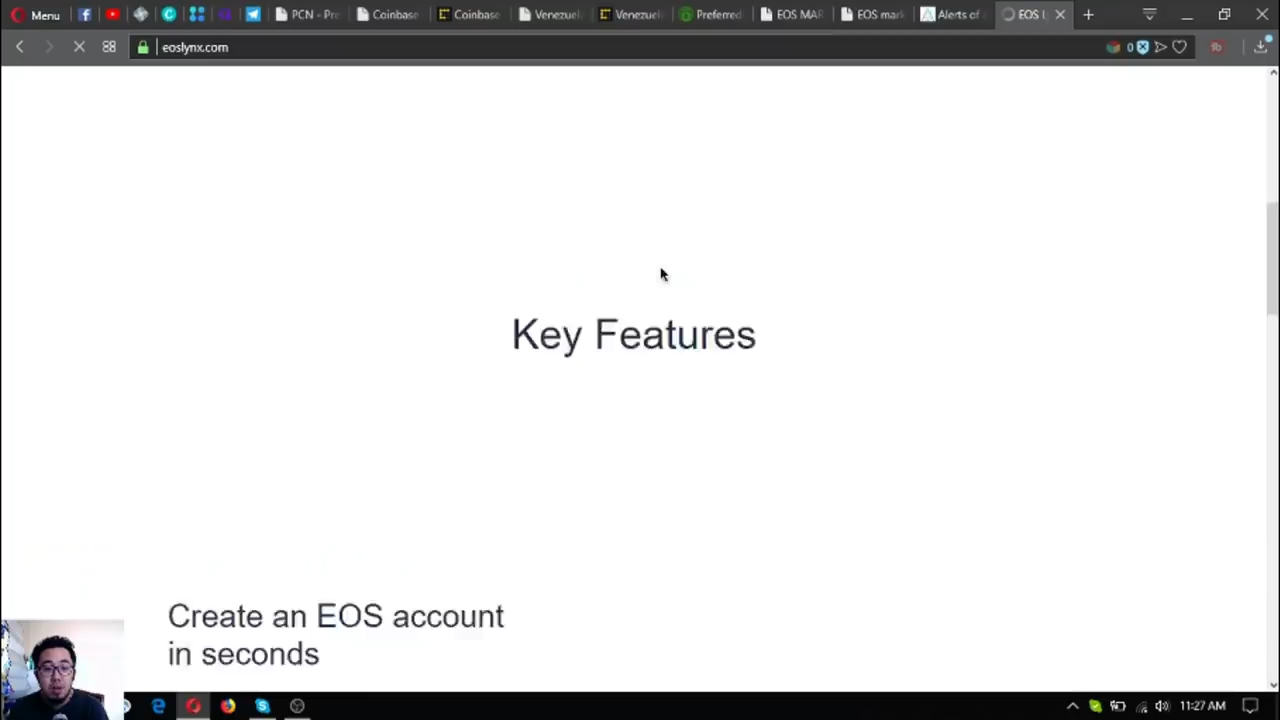 Menu
PCN - Pr
Coinbase
Coinbase
Venezuel
Venezuel
Preferred
EOS MAR
EOS mark
Alerts of
EOS L
eoslynx.com
0
Key Features
Create an EOS account
in seconds
11:27 AM